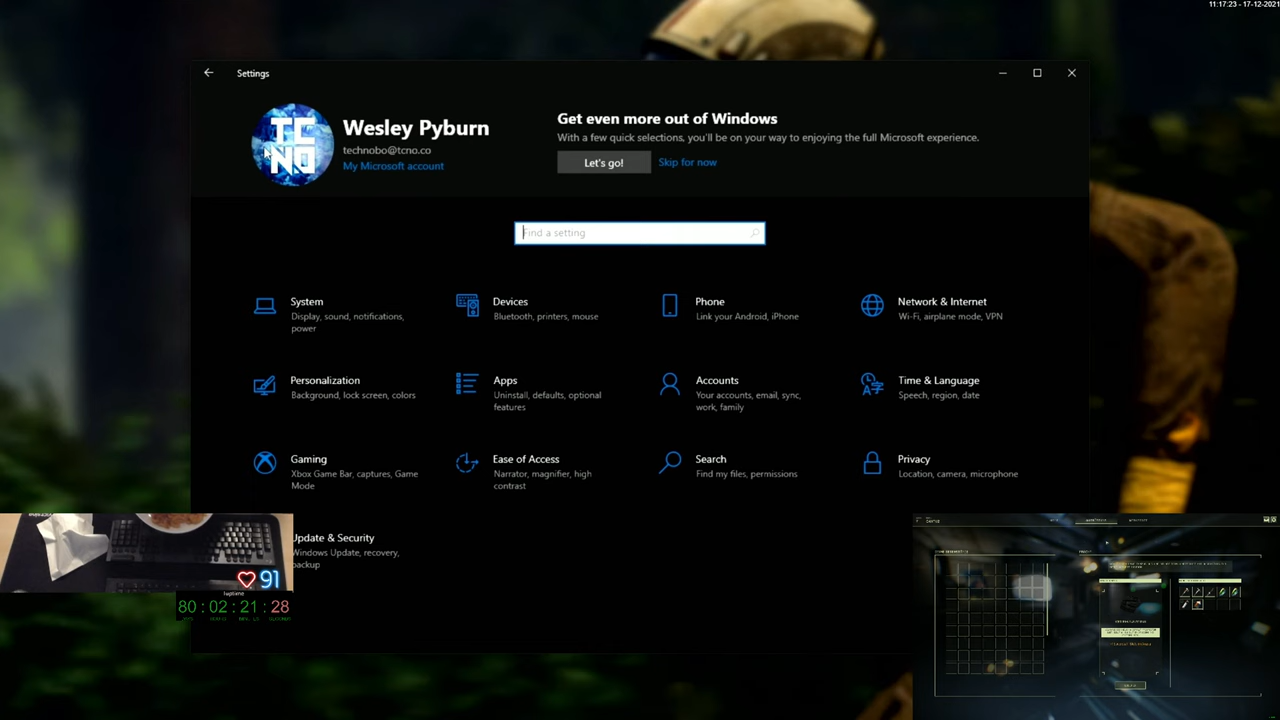 11:17:23 - 17-12-2021
Settings
TC
NO
Wesley Pyburn
technobo@tcno.co
My Microsoft account
Get even more out of Windows
With a few quick selections, you'll be on your way to enjoying the full Microsoft experience.
Let's go!
Skip for now
Find a setting
System
Display, sound, notifications,
power
Devices
Bluetooth, printers, mouse
Phone
Link your Android, iPhone
Network & Internet
Wi-Fi, airplane mode, VPN
Personalization
Background, lock screen, colors
Apps
Uninstall, defaults, optional
features
Accounts
Your accounts, email, sync,
work, family
Time & Language
Speech, region, date
Gaming
Xbox Game Bar, captures, Game
Mode
Ease of Access
Narrator, magnifier, high
contrast
Search
Find my files, permissions
Privacy
Location, camera, microphone
Update & Security
Windows Update, recovery,
backup
91
80:02:21:28